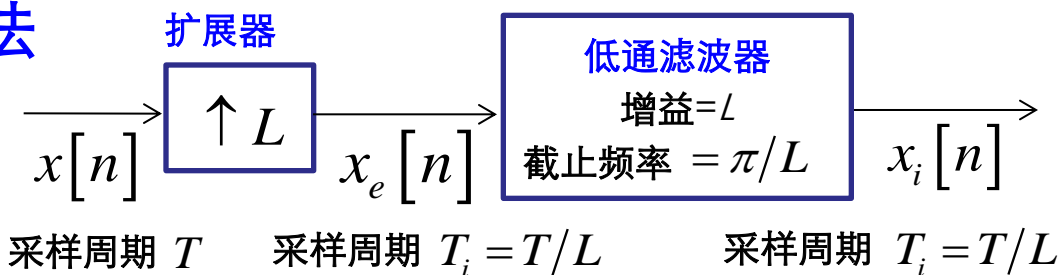 法
扩展器
↑ L
低通滤波器
增益=L
截止频率 = π/L
x[n]
x_e[n]
x_i[n]
采样周期 T
采样周期 T_i = T/L
采样周期 T_i = T/L